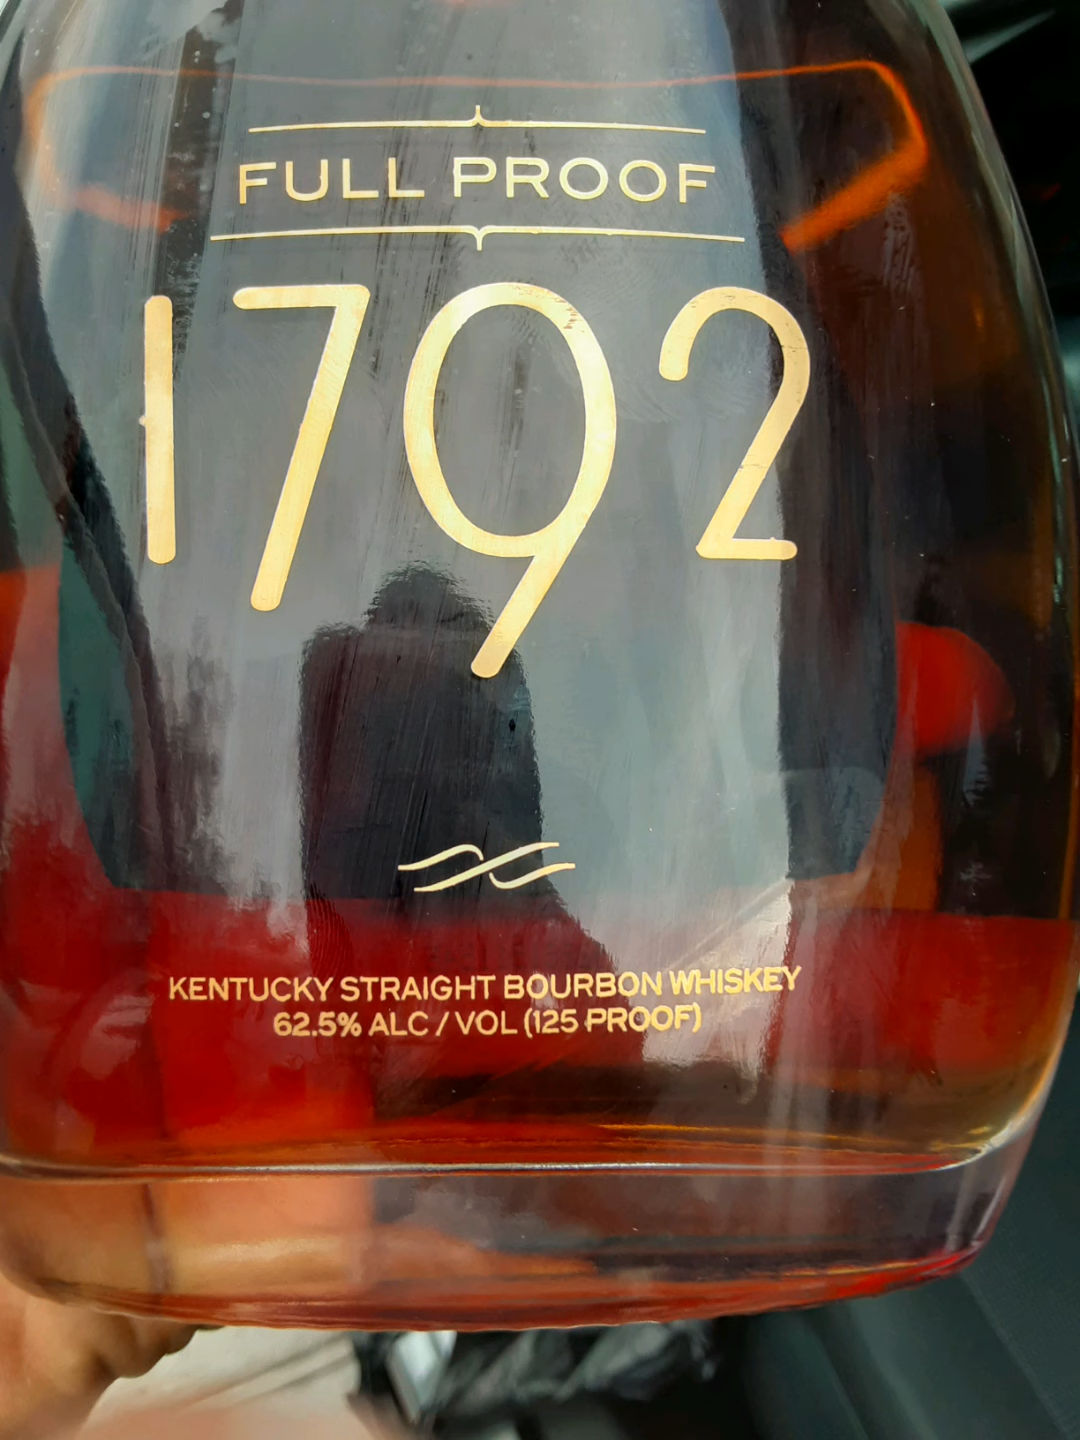 FULL PROOF
1792
KENTUCKY STRAIGHT BOURBON WHISKEY
62.5% ALC / VOL (125 PROOF)